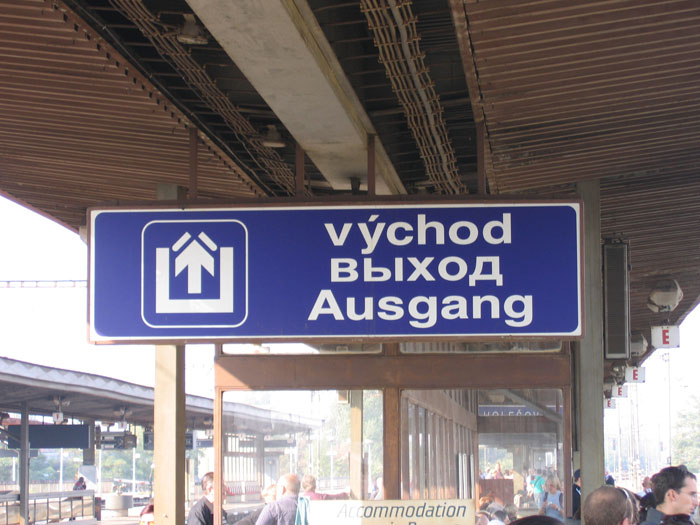 východ
выход
Ausgang
E
E
Accommodation